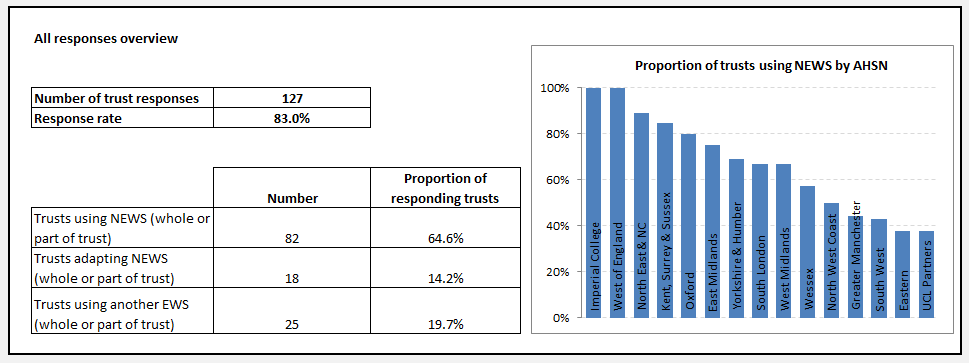 All responses overview
Number of trust responses 127
Response rate 83.0%
Number Proportion of
responding trusts
Trusts using NEWS (whole or
part of trust) 82 64.6%
Trusts adapting NEWS
(whole or part of trust) 18 14.2%
Trusts using another EWS
(whole or part of trust) 25 19.7%
Proportion of trusts using NEWS by AHSN
100%
80%
60%
40%
20%
0%
Imperial College
West of England
North East & NC
Kent, Surrey & Sussex
Oxford
East Midlands
Yorkshire & Humber
South London
West Midlands
Wessex
North West Coast
Greater Manchester
South West
Eastern
UCL Partners